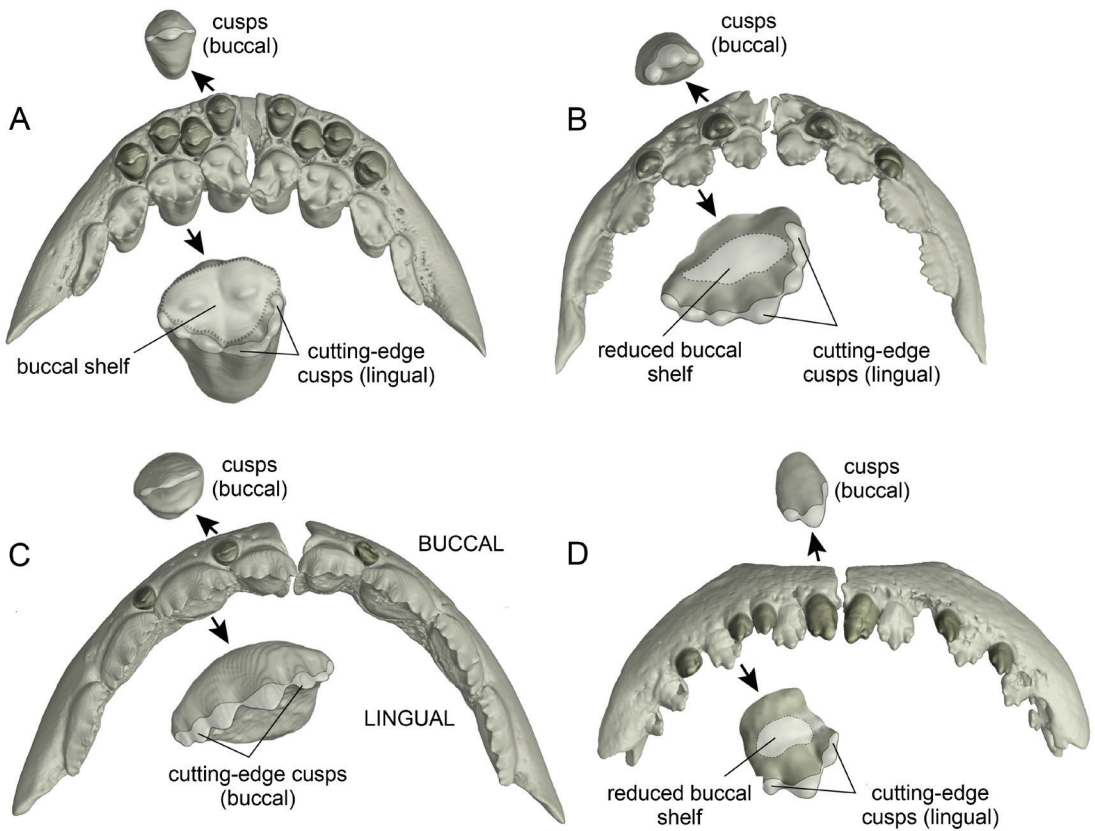 cusps
(buccal)
A
buccal shelf
cutting-edge
cusps (lingual)
cusps
(buccal)
B
reduced buccal
shelf
cutting-edge
cusps (lingual)
cusps
(buccal)
C
BUCCAL
LINGUAL
cutting-edge cusps
(buccal)
cusps
(buccal)
D
reduced buccal
shelf
cutting-edge
cusps (lingual)